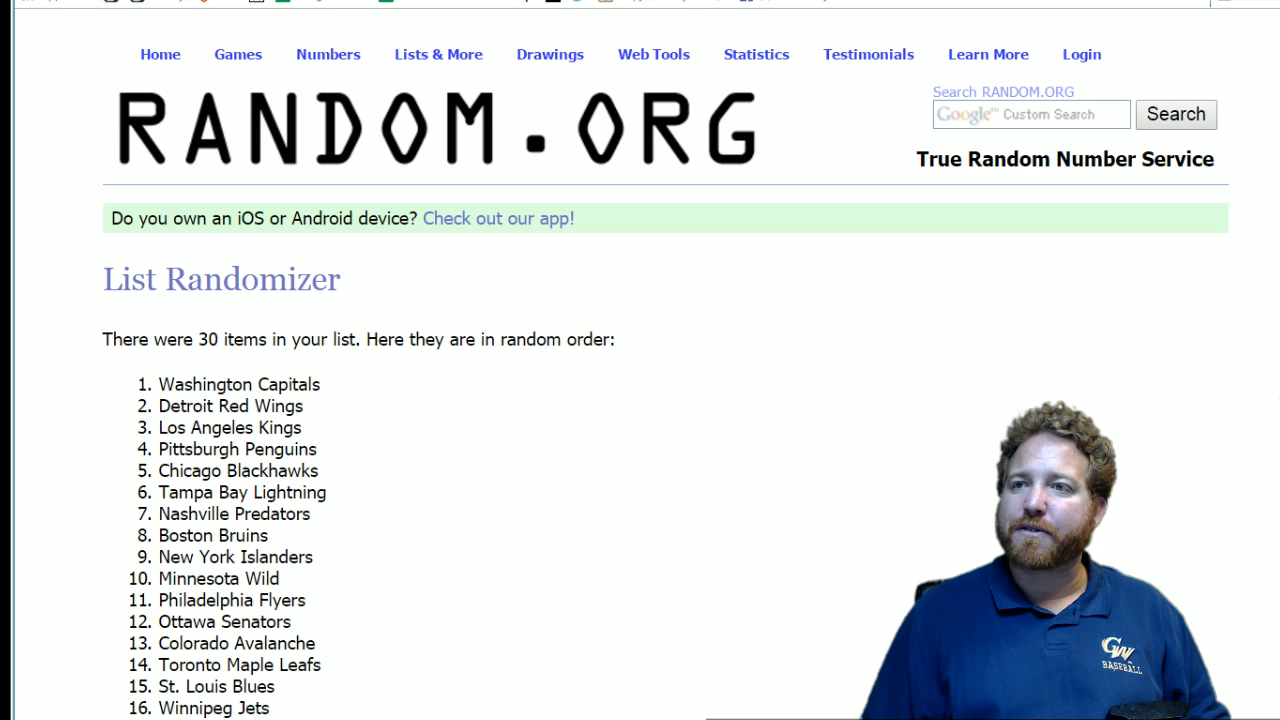 Home Games Numbers Lists & More Drawings Web Tools Statistics Testimonials Learn More Login
RANDOM.ORG
Search RANDOM.ORG
Google™ Custom Search Search
True Random Number Service
Do you own an iOS or Android device? Check out our app!
List Randomizer
There were 30 items in your list. Here they are in random order:
1. Washington Capitals
2. Detroit Red Wings
3. Los Angeles Kings
4. Pittsburgh Penguins
5. Chicago Blackhawks
6. Tampa Bay Lightning
7. Nashville Predators
8. Boston Bruins
9. New York Islanders
10. Minnesota Wild
11. Philadelphia Flyers
12. Ottawa Senators
13. Colorado Avalanche
14. Toronto Maple Leafs
15. St. Louis Blues
16. Winnipeg Jets
GW
BASEBALL